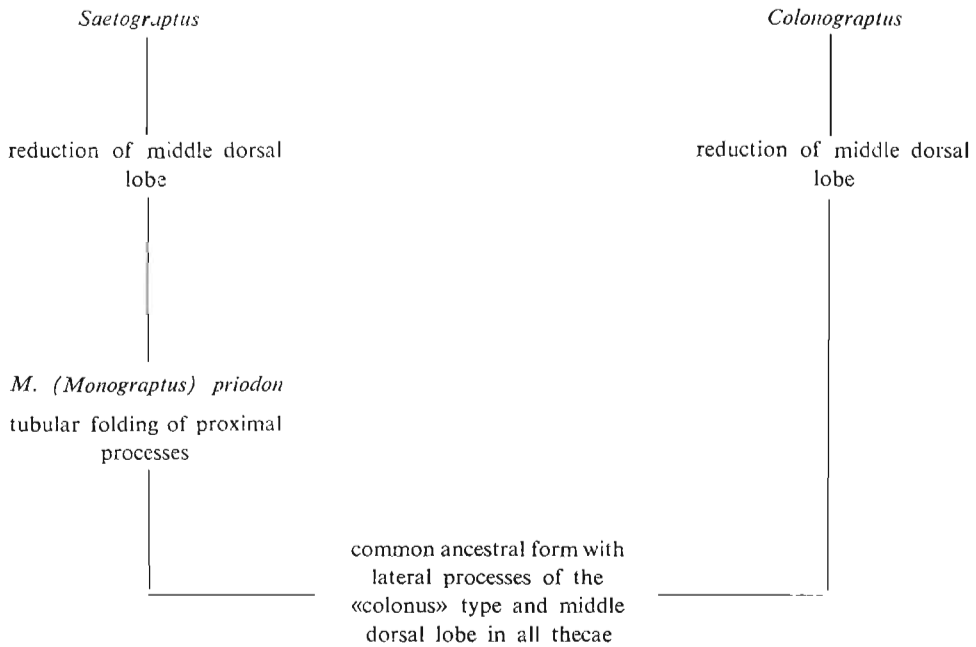 Saetograptus
Colonograptus
reduction of middle dorsal
lobe
reduction of middle dorsal
lobe
M. (Monograptus) priodon
tubular folding of proximal
processes
common ancestral form with
lateral processes of the
«colonus» type and middle
dorsal lobe in all thecae